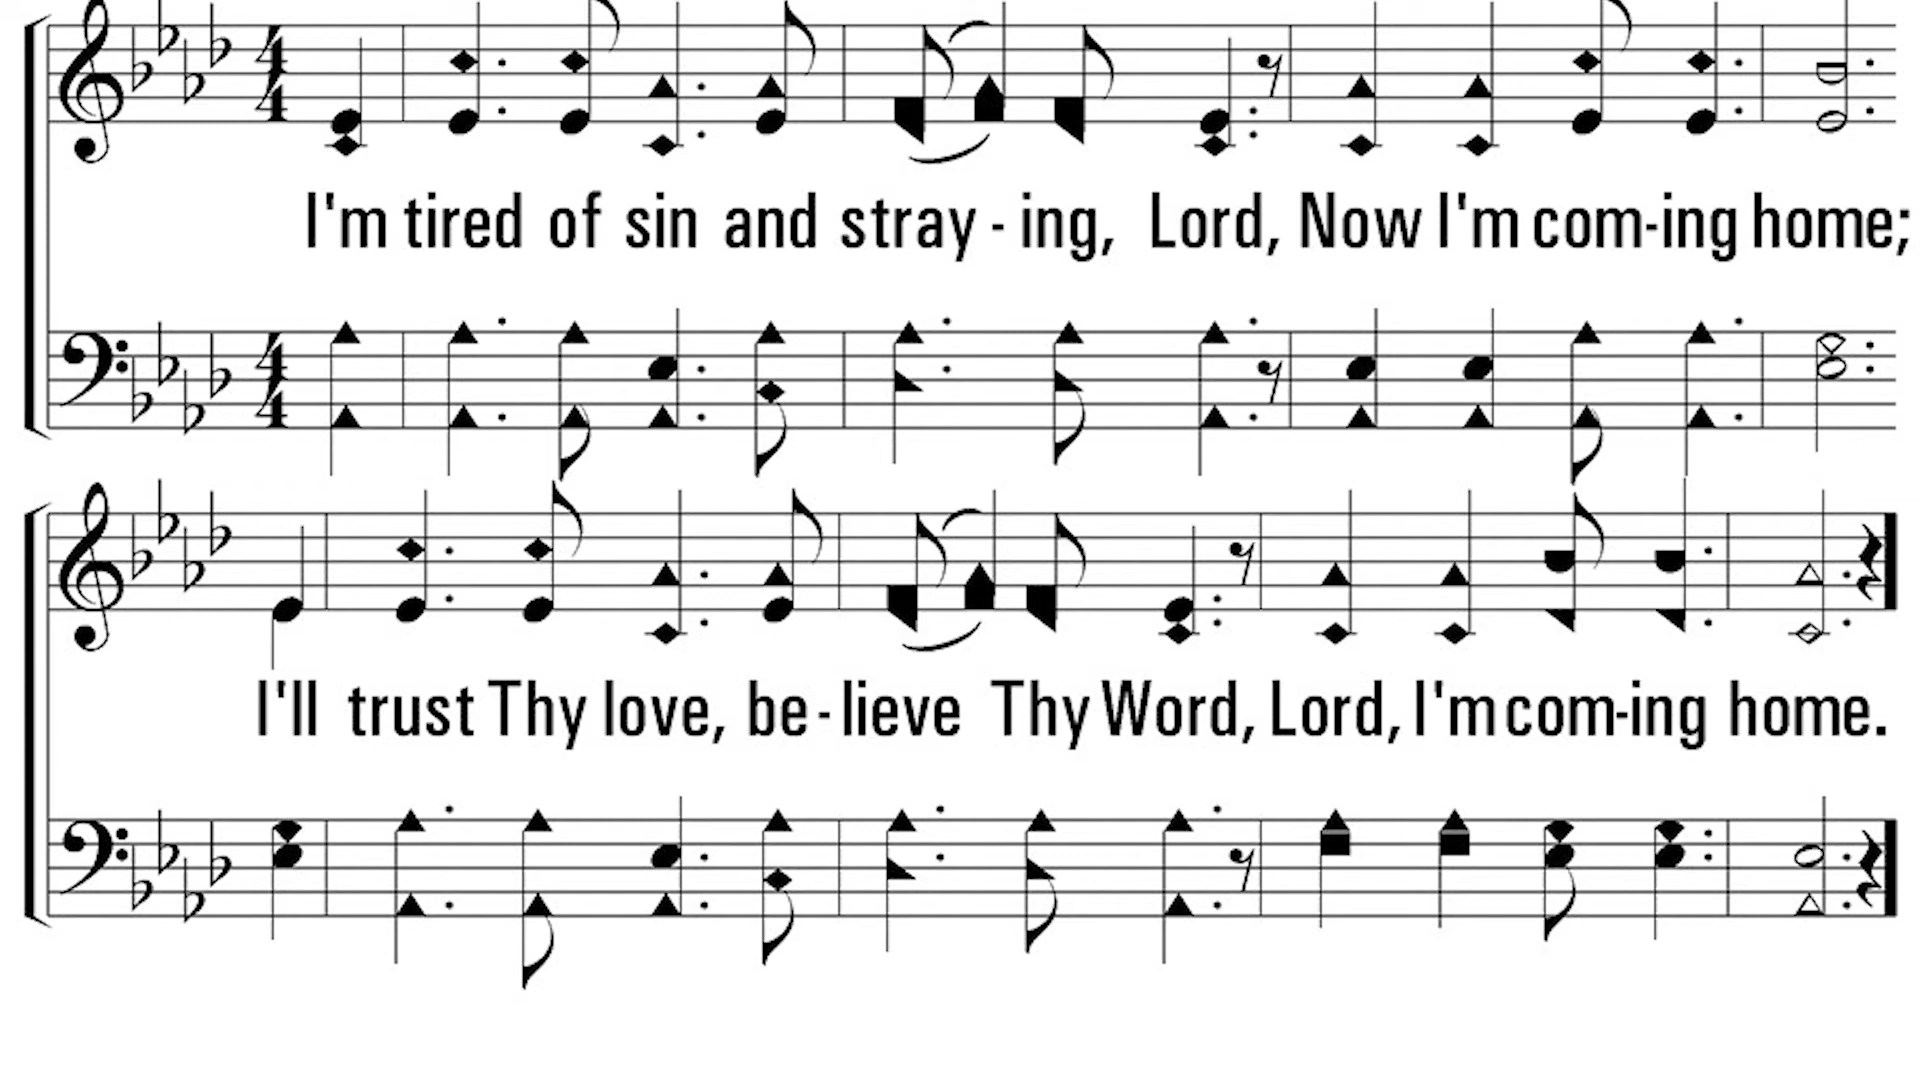 I'm tired of sin and stray - ing, Lord, Now I'm com-ing home;
I'll trust Thy love, be - lieve Thy Word, Lord, I'm com-ing home.